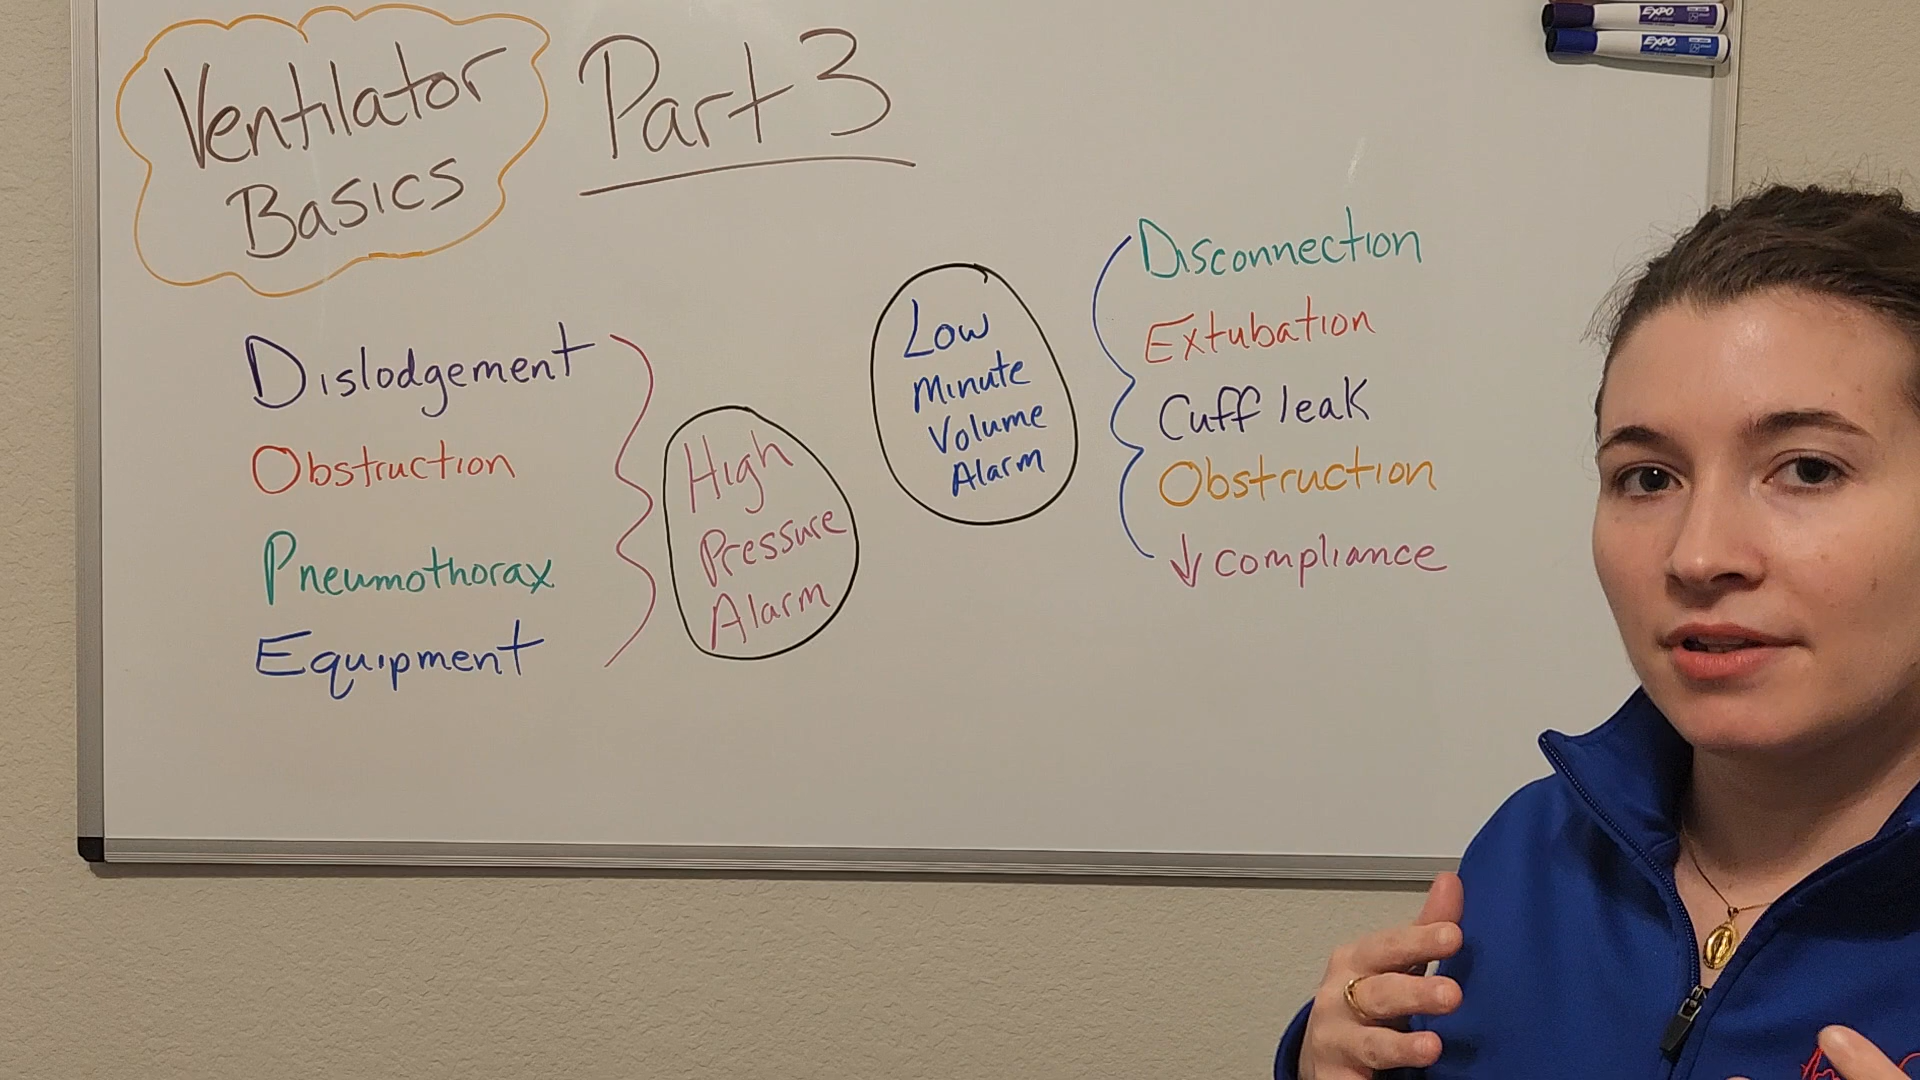 Ventilator
Basics
Part 3
EXPO
EXPO
Dislodgement
Obstruction
Pneumothorax
Equipment
High
Pressure
Alarm
Low
Minute
Volume
Alarm
Disconnection
Extubation
Cuff leak
Obstruction
↓ compliance